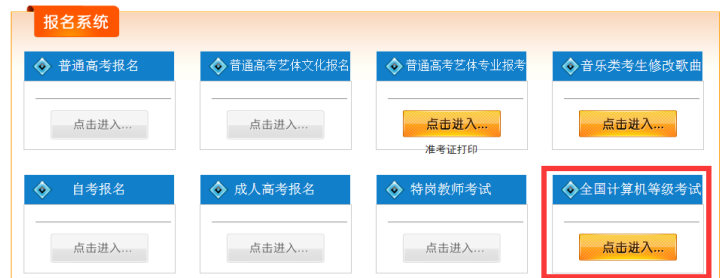 报名系统
普通高考报名
普通高考艺体文化报名
普通高考艺体专业报考
音乐类考生修改歌曲
点击进入...
点击进入...
点击进入...
点击进入...
准考证打印
自考报名
成人高考报名
特岗教师考试
全国计算机等级考试
点击进入...
点击进入...
点击进入...
点击进入...